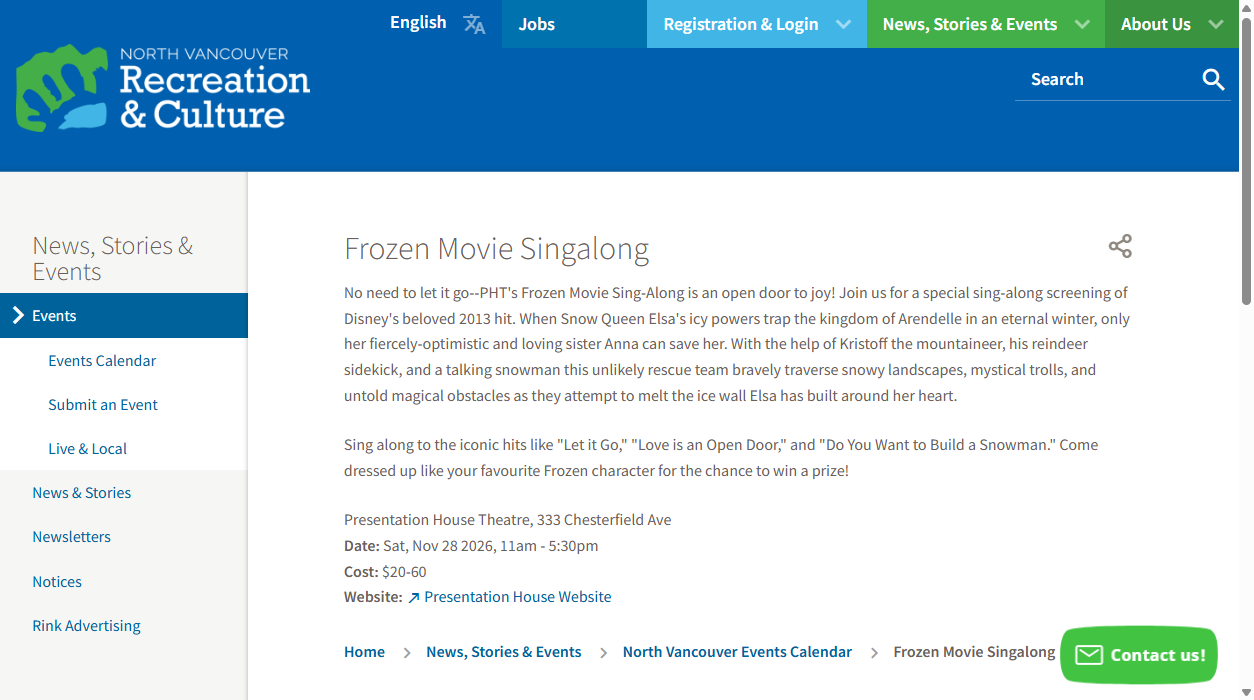 English
Jobs
Registration & Login
News, Stories & Events
About Us
NORTH VANCOUVER
Recreation
& Culture
Search
News, Stories &
Events
Events
Events Calendar
Submit an Event
Live & Local
News & Stories
Newsletters
Notices
Rink Advertising
Frozen Movie Singalong
No need to let it go--PHT's Frozen Movie Sing-Along is an open door to joy! Join us for a special sing-along screening of
Disney's beloved 2013 hit. When Snow Queen Elsa's icy powers trap the kingdom of Arendelle in an eternal winter, only
her fiercely-optimistic and loving sister Anna can save her. With the help of Kristoff the mountaineer, his reindeer
sidekick, and a talking snowman this unlikely rescue team bravely traverse snowy landscapes, mystical trolls, and
untold magical obstacles as they attempt to melt the ice wall Elsa has built around her heart.
Sing along to the iconic hits like "Let it Go," "Love is an Open Door," and "Do You Want to Build a Snowman." Come
dressed up like your favourite Frozen character for the chance to win a prize!
Presentation House Theatre, 333 Chesterfield Ave
Date: Sat, Nov 28 2026, 11am - 5:30pm
Cost: $20-60
Website: Presentation House Website
Home > News, Stories & Events > North Vancouver Events Calendar > Frozen Movie Singalong
Contact us!